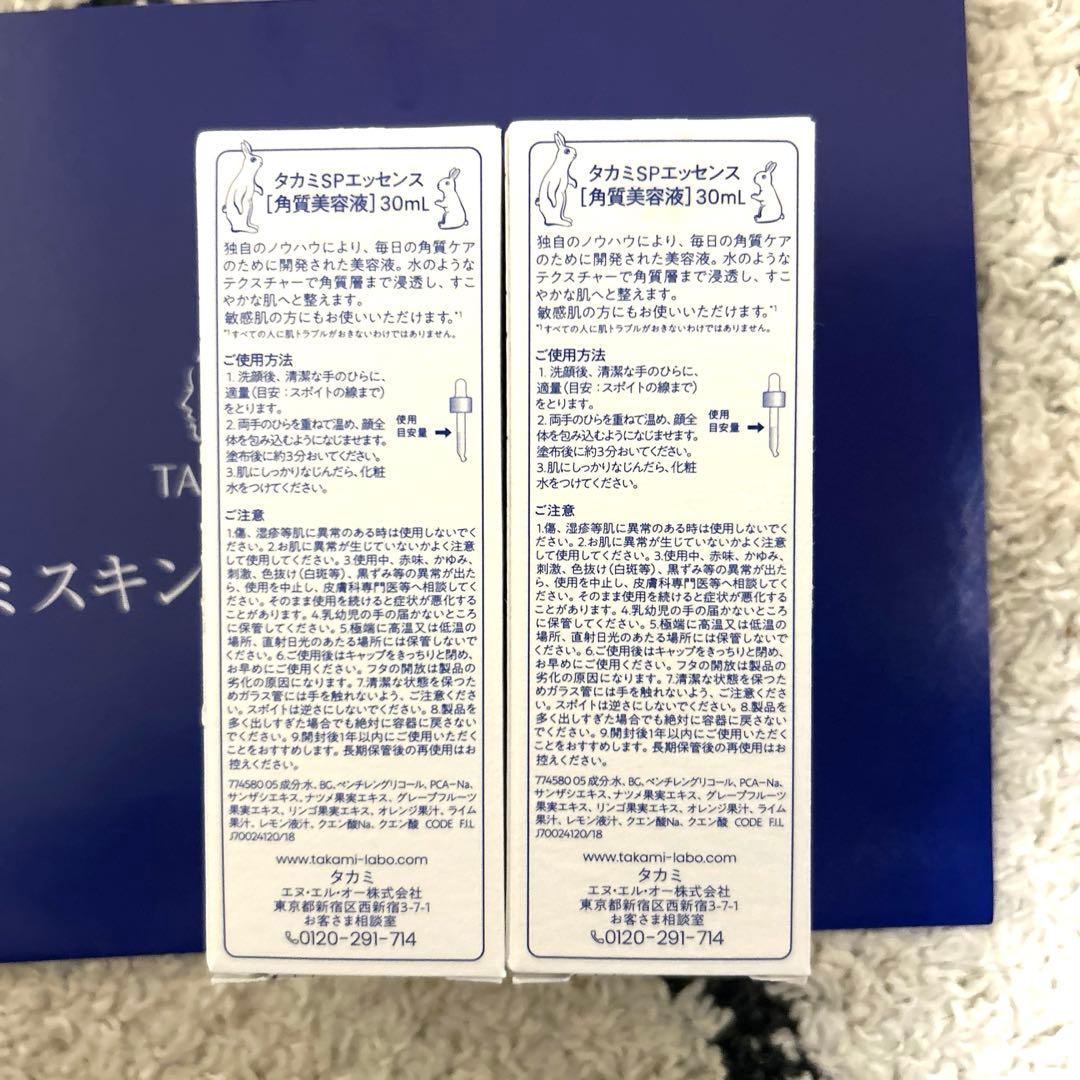 タカミSPエッセンス
[角質美容液] 30mL
独自のノウハウにより、毎日の角質ケア
のために開発された美容液。水のような
テクスチャーで角質層まで浸透し、すこ
やかな肌へと整えます。
敏感肌の方にもお使いいただけます。*1
*1 すべての人に肌トラブルがおきないわけではありません。
ご使用方法
1. 洗顔後、清潔な手のひらに、
適量（目安：スポイトの線まで）
をとります。
2. 両手のひらを重ねて温め、顔全
体を包み込むようになじませます。
塗布後に約3分おいてください。
3.肌にしっかりなじんだら、化粧
水をつけてください。
使用
目安量
ご注意
1.傷、湿疹等肌に異常のある時は使用しないでく
ださい。2.お肌に異常が生じていないかよく注意
して使用してください。3.使用中、赤味、かゆみ、
刺激、色抜け（白斑等）、黒ずみ等の異常が出た
ら、使用を中止し、皮膚科専門医等へ相談してく
ださい。そのまま使用を続けると症状が悪化する
ことがあります。4.乳幼児の手の届かないところ
に保管してください。5.極端に高温又は低温の
場所、直射日光のあたる場所には保管しないで
ください。6.ご使用後はキャップをきっちりと閉め、
お早めにご使用ください。フタの開放は製品の
劣化の原因になります。7.清潔な状態を保つた
めガラス管には手を触れないよう、ご注意くださ
い。スポイトは逆さにしないでください。8.製品を
多く出しすぎた場合でも絶対に容器に戻さない
でください。9.開封後1年以内にご使用いただく
ことをおすすめします。長期保管後の再使用はお
控えください。
774580 05 成分 水、BG、ペンチレングリコール、PCA-Na、
サンザシエキス、ナツメ果実エキス、グレープフルーツ
果実エキス、リンゴ果実エキス、オレンジ果汁、ライム
果汁、レモン液汁、クエン酸Na、クエン酸 CODE F.I.L
J70024120/18
www.takami-labo.com
タカミ
エヌ・エル・オー株式会社
東京都新宿区西新宿3-7-1
お客さま相談室
0120-291-714
タカミSPエッセンス
[角質美容液] 30mL
独自のノウハウにより、毎日の角質ケア
のために開発された美容液。水のような
テクスチャーで角質層まで浸透し、すこ
やかな肌へと整えます。
敏感肌の方にもお使いいただけます。*1
*1 すべての人に肌トラブルがおきないわけではありません。
ご使用方法
1. 洗顔後、清潔な手のひらに、
適量（目安：スポイトの線まで）
をとります。
2. 両手のひらを重ねて温め、顔全
体を包み込むようになじませます。
塗布後に約3分おいてください。
3.肌にしっかりなじんだら、化粧
水をつけてください。
使用
目安量
ご注意
1.傷、湿疹等肌に異常のある時は使用しないでく
ださい。2.お肌に異常が生じていないかよく注意
して使用してください。3.使用中、赤味、かゆみ、
刺激、色抜け（白斑等）、黒ずみ等の異常が出た
ら、使用を中止し、皮膚科専門医等へ相談してく
ださい。そのまま使用を続けると症状が悪化する
ことがあります。4.乳幼児の手の届かないところ
に保管してください。5.極端に高温又は低温の
場所、直射日光のあたる場所には保管しないで
ください。6.ご使用後はキャップをきっちりと閉め、
お早めにご使用ください。フタの開放は製品の
劣化の原因になります。7.清潔な状態を保つた
めガラス管には手を触れないよう、ご注意くださ
い。スポイトは逆さにしないでください。8.製品を
多く出しすぎた場合でも絶対に容器に戻さない
でください。9.開封後1年以内にご使用いただく
ことをおすすめします。長期保管後の再使用はお
控えください。
774580 05 成分 水、BG、ペンチレングリコール、PCA-Na、
サンザシエキス、ナツメ果実エキス、グレープフルーツ
果実エキス、リンゴ果実エキス、オレンジ果汁、ライム
果汁、レモン液汁、クエン酸Na、クエン酸 CODE F.I.L
J70024120/18
www.takami-labo.com
タカミ
エヌ・エル・オー株式会社
東京都新宿区西新宿3-7-1
お客さま相談室
0120-291-714
TA
ミスキン